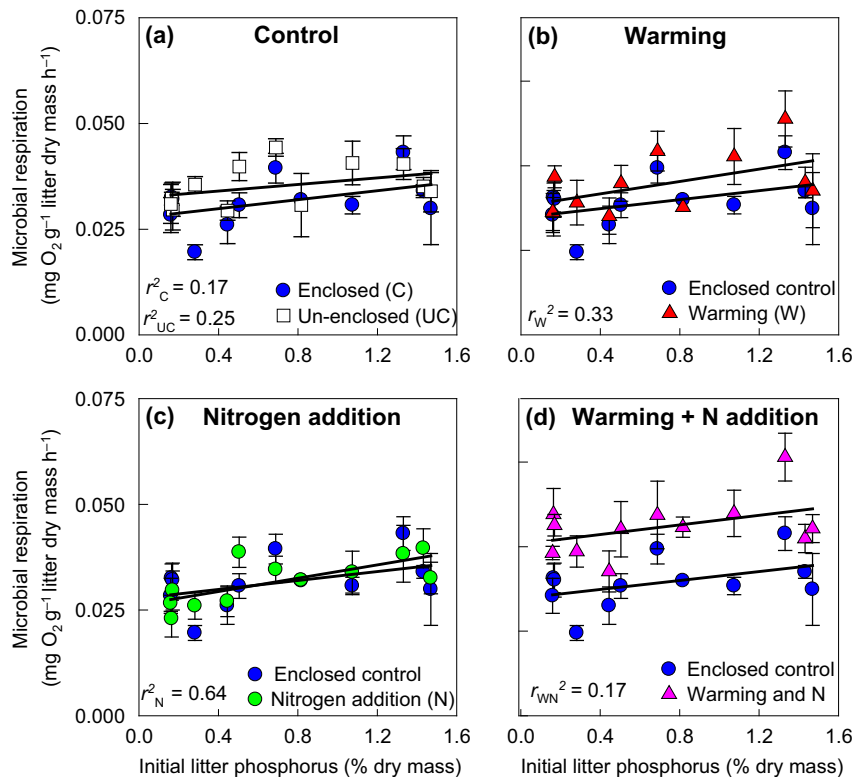 (a) Control
(b) Warming
Microbial respiration
(mg O2 g–1 litter dry mass h–1)
0.075
0.050
0.025
0.000
r2C = 0.17
r2UC = 0.25
Enclosed (C)
Un-enclosed (UC)
0.0 0.4 0.8 1.2 1.6
rW2 = 0.33
Enclosed control
Warming (W)
0.0 0.4 0.8 1.2 1.6
(c) Nitrogen addition
(d) Warming + N addition
Microbial respiration
(mg O2 g–1 litter dry mass h–1)
0.075
0.050
0.025
0.000
r2N = 0.64
Enclosed control
Nitrogen addition (N)
0.0 0.4 0.8 1.2 1.6
Initial litter phosphorus (% dry mass)
rWN2 = 0.17
Enclosed control
Warming and N
0.0 0.4 0.8 1.2 1.6
Initial litter phosphorus (% dry mass)